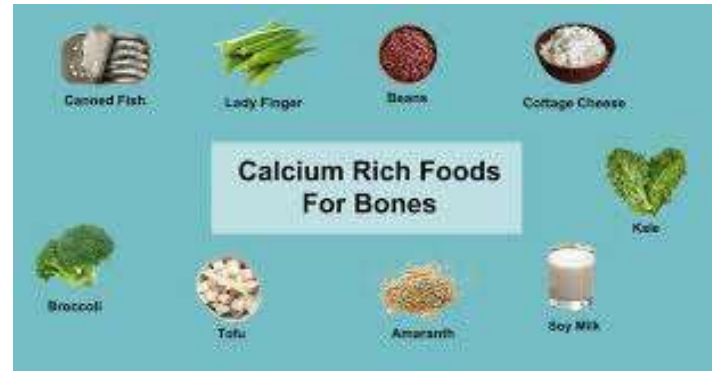 Canned Fish
Lady Finger
Beans
Cottage Cheese
Calcium Rich Foods
For Bones
Kale
Broccoli
Tofu
Amaranth
Soy Milk